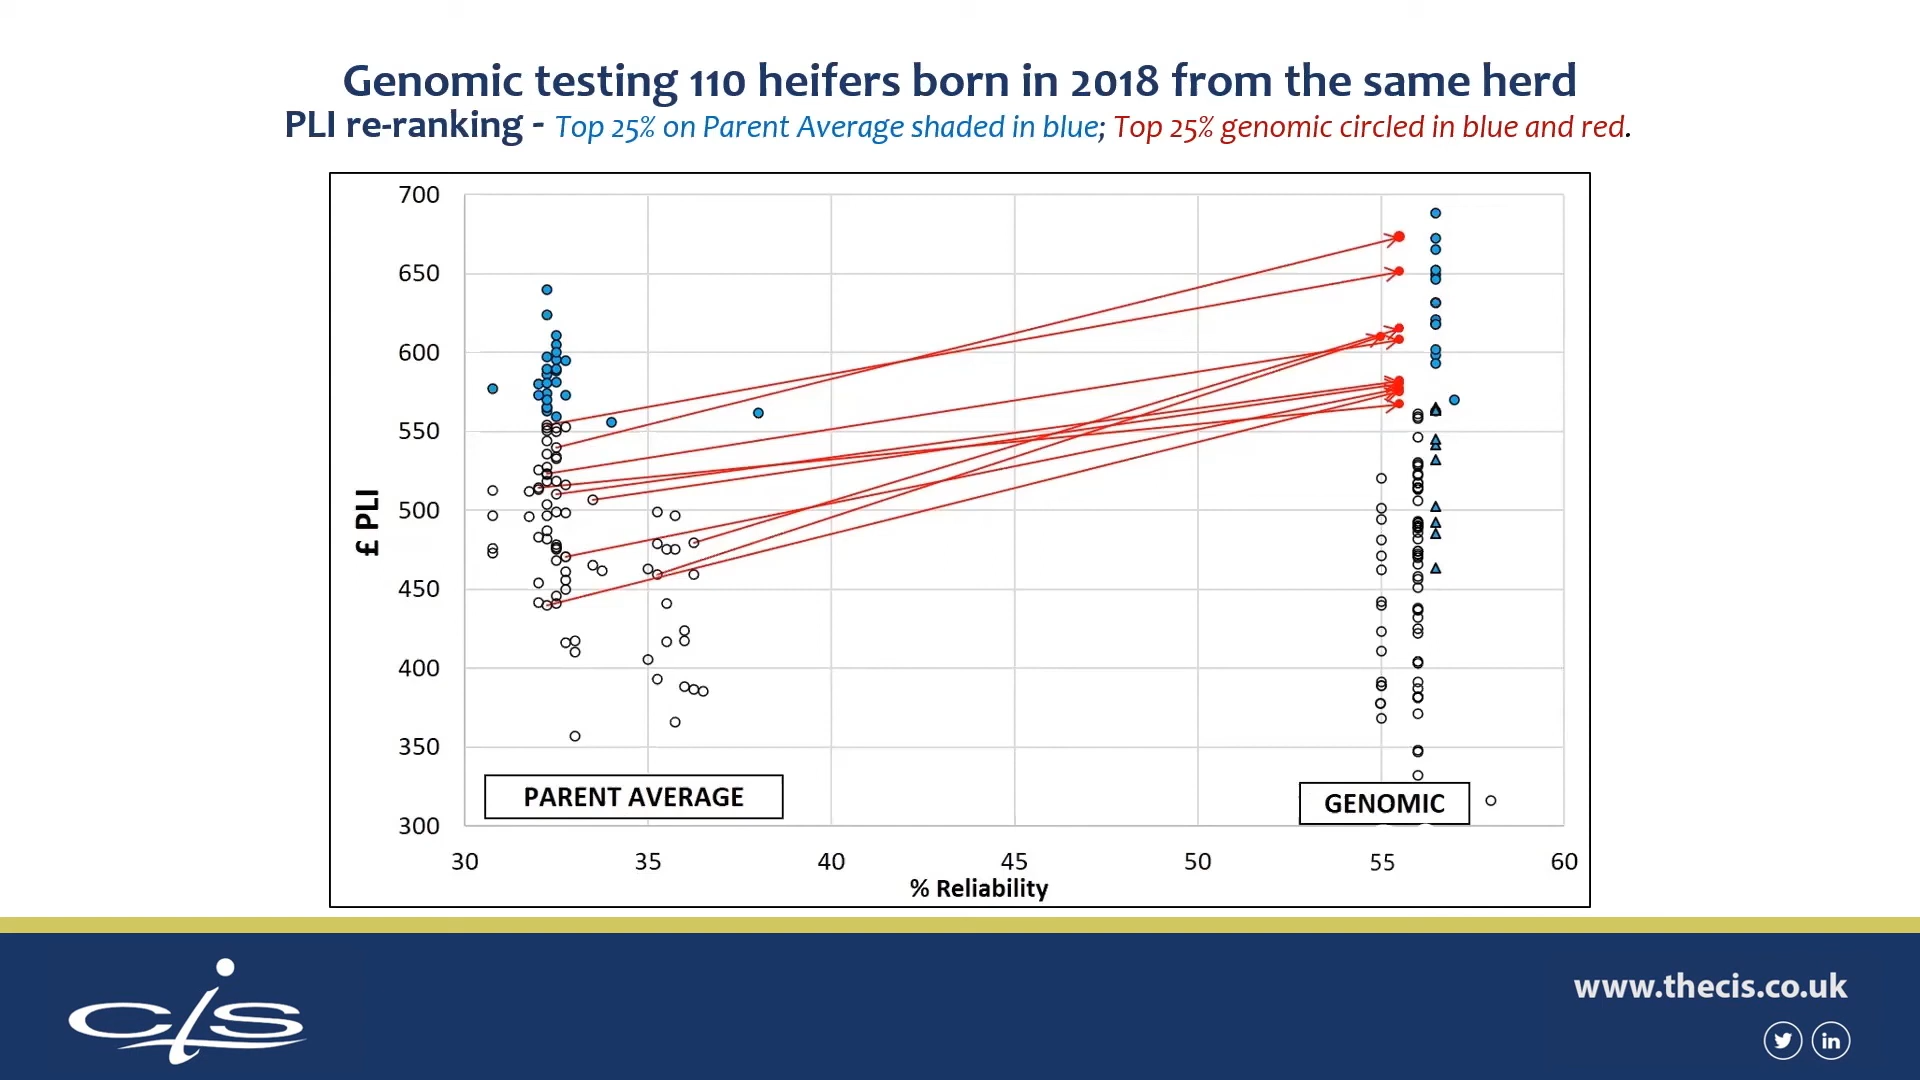 Genomic testing 110 heifers born in 2018 from the same herd
PLI re-ranking - Top 25% on Parent Average shaded in blue; Top 25% genomic circled in blue and red.
700
650
600
550
500
450
400
350
300
£ PLI
PARENT AVERAGE
GENOMIC
30 35 40 45 50 55 60
% Reliability
cis
www.thecis.co.uk
in